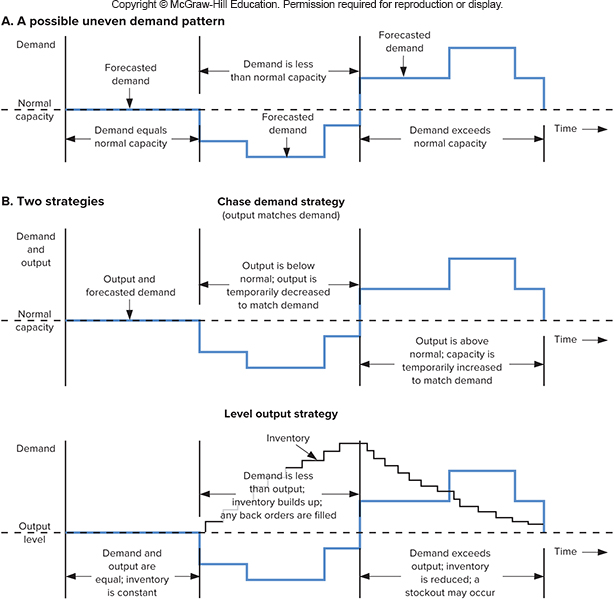 Copyright © McGraw-Hill Education. Permission required for reproduction or display.
A. A possible uneven demand pattern
Demand
Forecasted
demand
Demand is less
than normal capacity
Forecasted
demand
Normal
capacity
Demand equals
normal capacity
Forecasted
demand
Demand exceeds
normal capacity
Time
B. Two strategies
Chase demand strategy
(output matches demand)
Demand
and
output
Output and
forecasted demand
Output is below
normal; output is
temporarily decreased
to match demand
Normal
capacity
Time
Output is above
normal; capacity is
temporarily increased
to match demand
Level output strategy
Demand
Inventory
Demand is less
than output;
inventory builds up;
any back orders are filled
Output
level
Demand and
output are
equal; inventory
is constant
Demand exceeds
output; inventory
is reduced; a
stockout may occur
Time